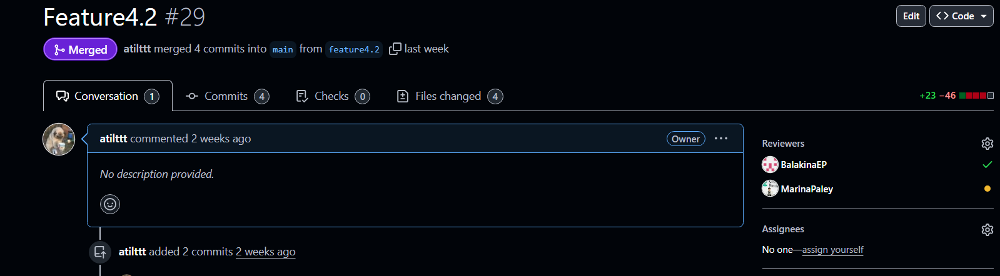 Feature4.2 #29
Edit
Code
Merged
atilttt merged 4 commits into main from feature4.2 last week
Conversation 1
Commits 4
Checks 0
Files changed 4
+23 −46
atilttt commented 2 weeks ago
Owner
No description provided.
atilttt added 2 commits 2 weeks ago
Reviewers
BalakinaEP
MarinaPaley
Assignees
No one—assign yourself